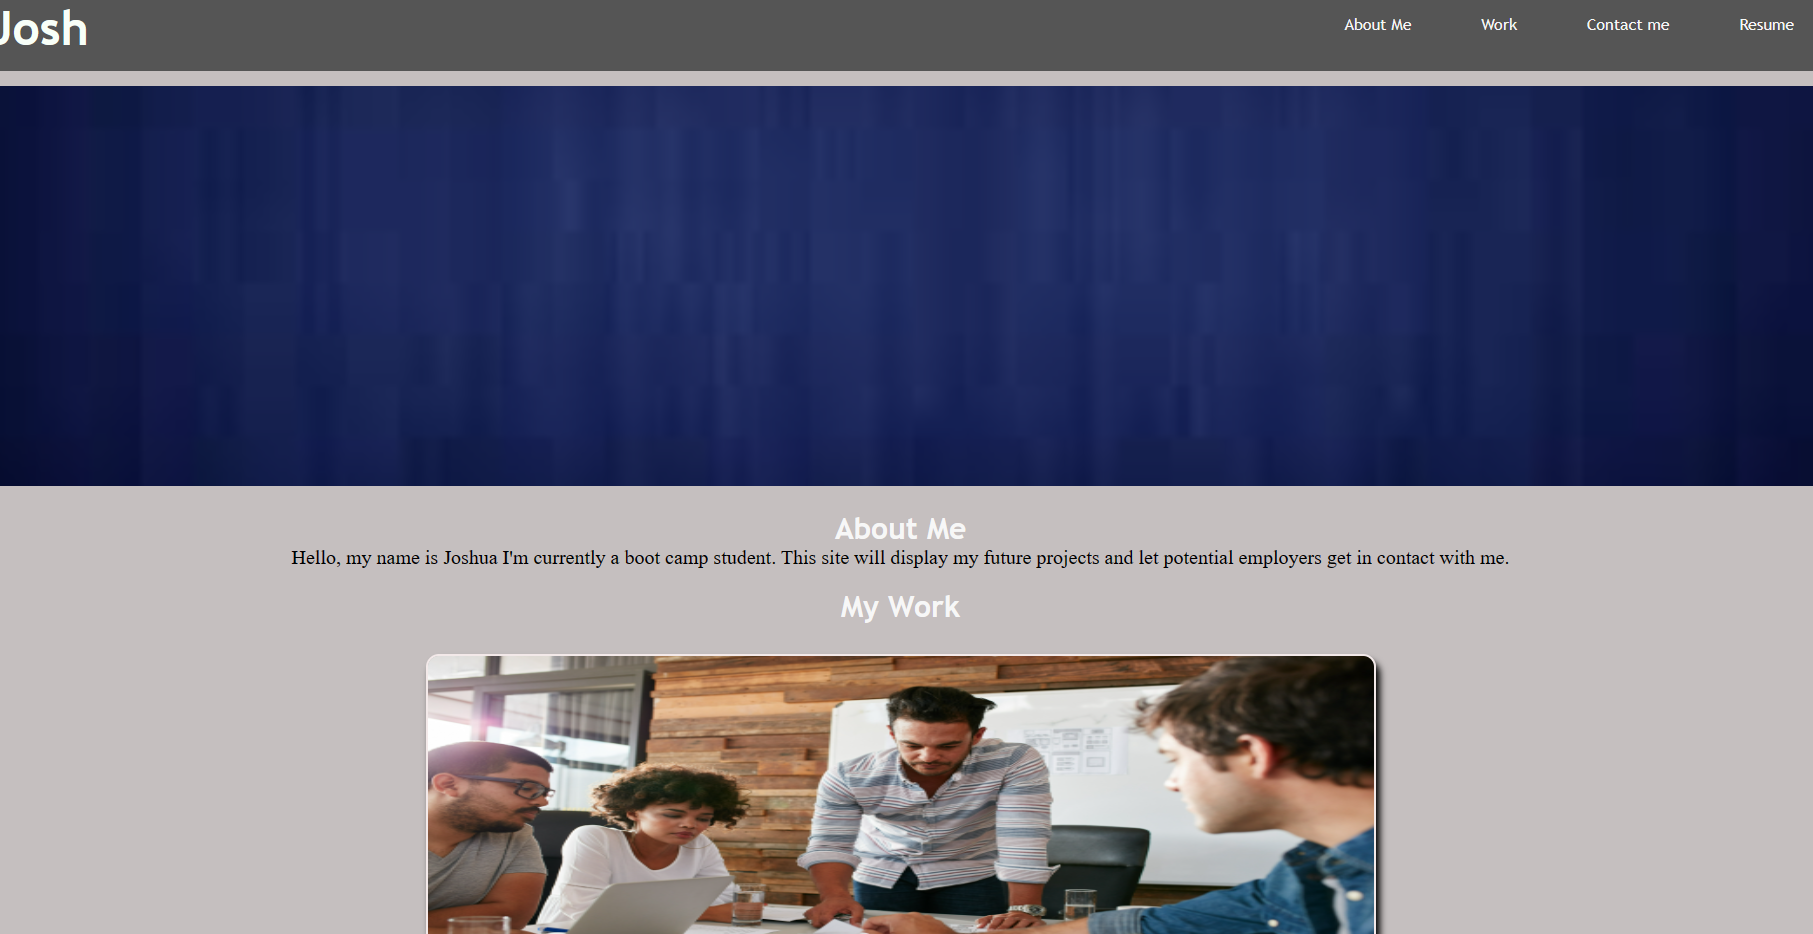 Josh
About Me Work Contact me Resume
About Me
Hello, my name is Joshua I'm currently a boot camp student. This site will display my future projects and let potential employers get in contact with me.
My Work